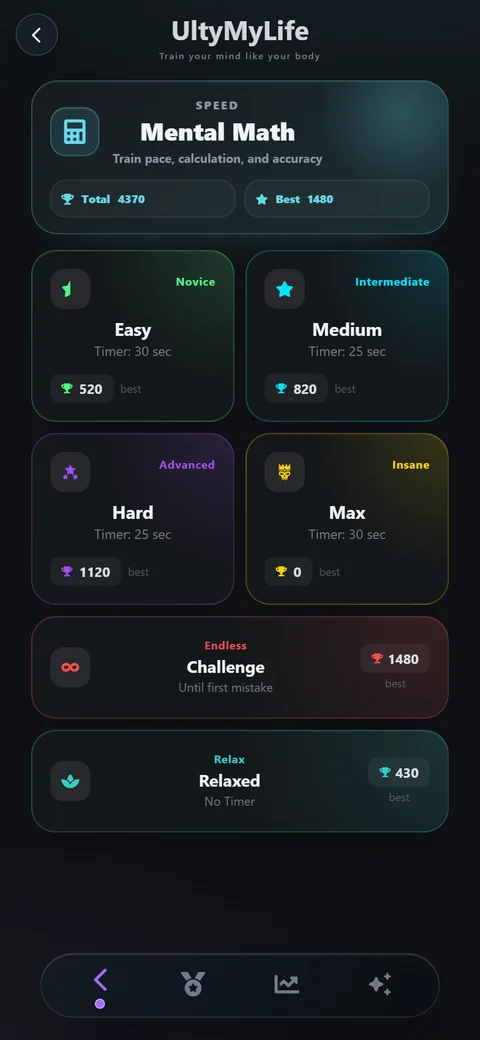 UltyMyLife
Train your mind like your body
SPEED
Mental Math
Train pace, calculation, and accuracy
Total 4370
Best 1480
Novice
Easy
Timer: 30 sec
520 best
Intermediate
Medium
Timer: 25 sec
820 best
Advanced
Hard
Timer: 25 sec
1120 best
Insane
Max
Timer: 30 sec
0 best
Endless
Challenge
Until first mistake
1480
best
Relax
Relaxed
No Timer
430
best